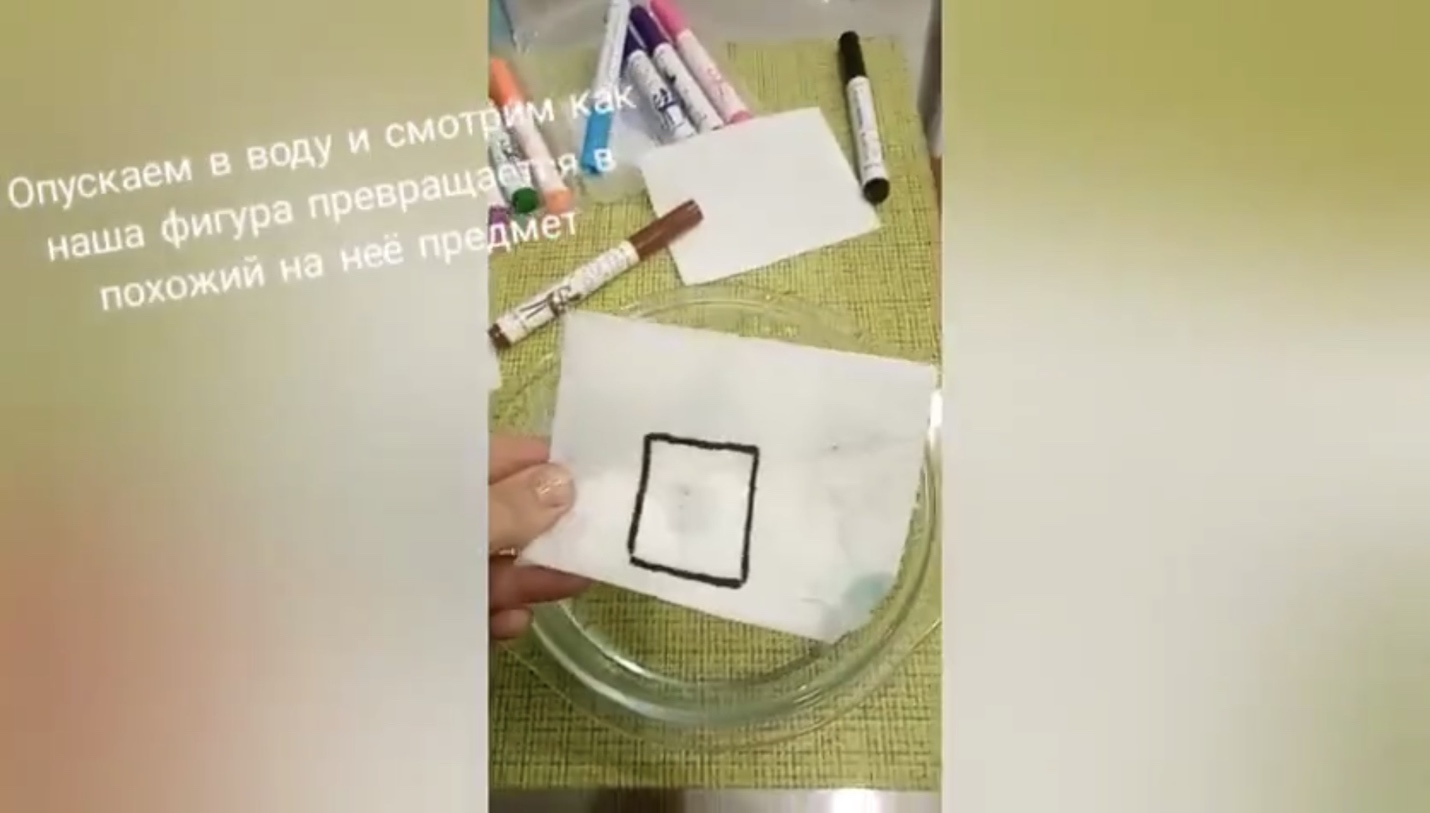 Опускаем в воду и смотрим как
наша фигура превращается в
похожий на неё предмет